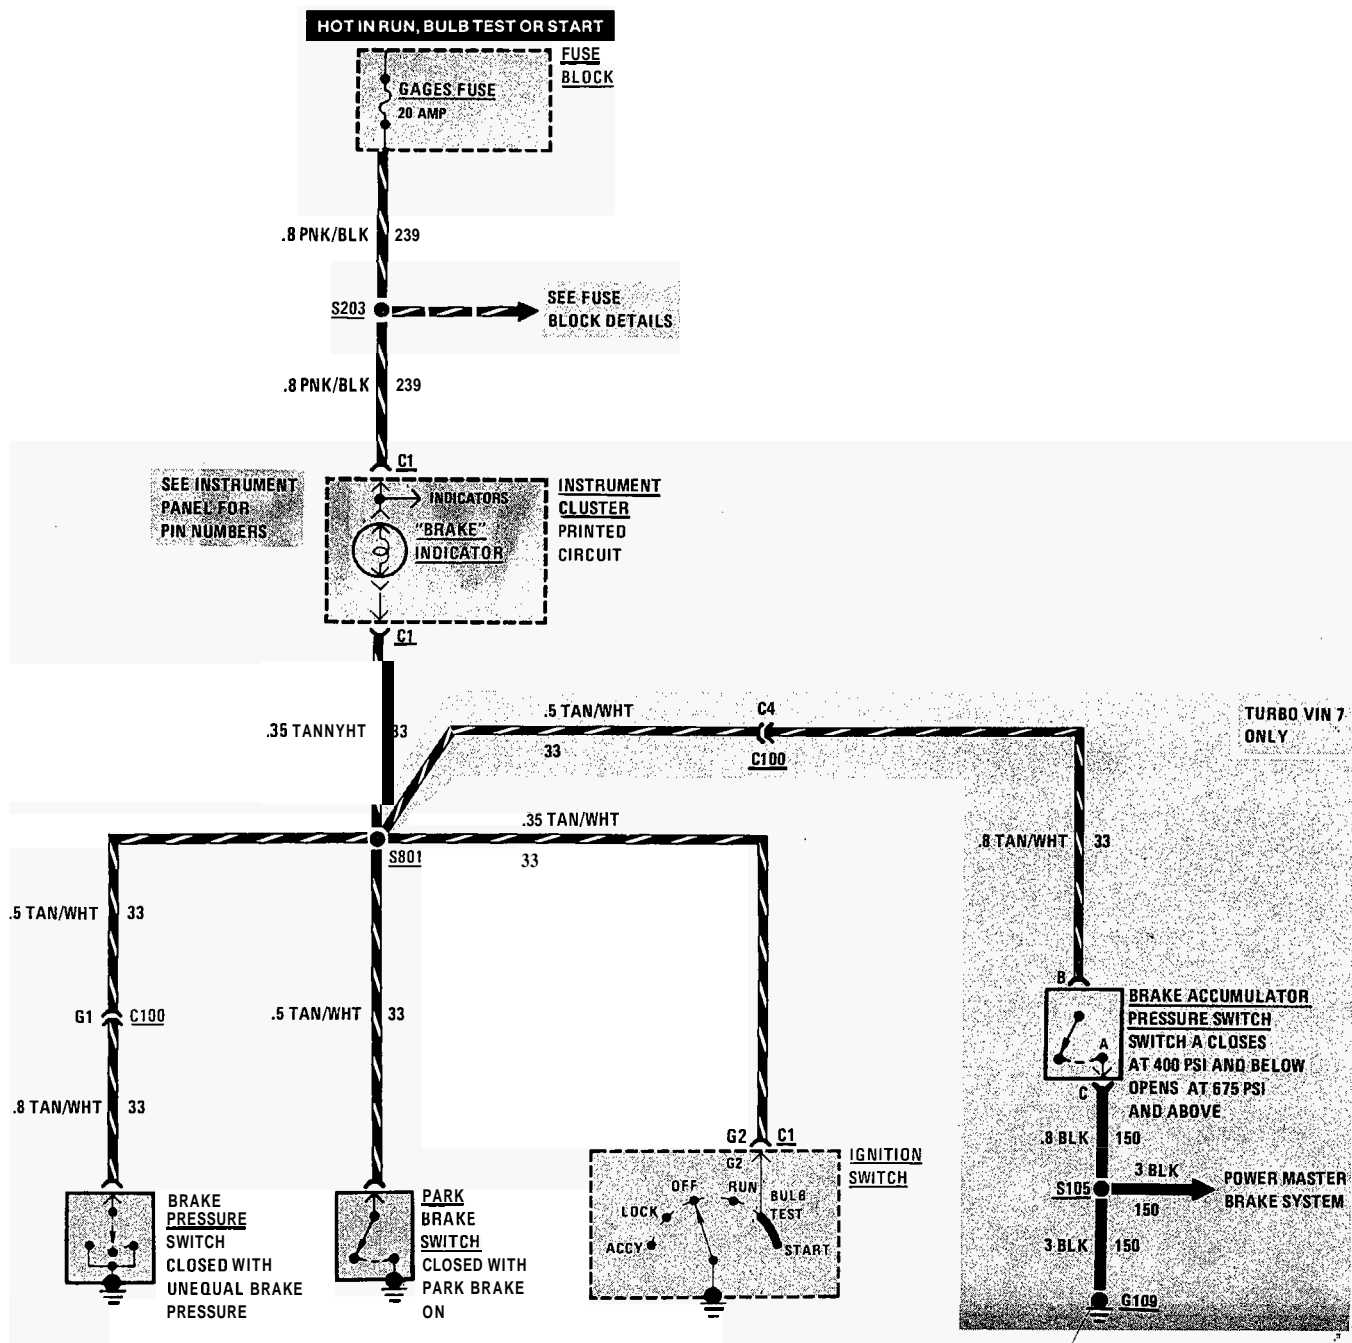 HOT IN RUN, BULB TEST OR START
FUSE
BLOCK
GAGES FUSE
20 AMP
.8 PNK/BLK 239
S203
SEE FUSE
BLOCK DETAILS
.8 PNK/BLK 239
C1
SEE INSTRUMENT
PANEL FOR
PIN NUMBERS
INDICATORS
"BRAKE"
INDICATOR
INSTRUMENT
CLUSTER
PRINTED
CIRCUIT
C1
.35 TANNYHT 33
.5 TAN/WHT
33
C4
C100
TURBO VIN 7
ONLY
.35 TAN/WHT
33
S801
.8 TAN/WHT 33
.5 TAN/WHT 33
G1 C100
.5 TAN/WHT 33
.8 TAN/WHT 33
B
A
C
BRAKE ACCUMULATOR
PRESSURE SWITCH
SWITCH A CLOSES
AT 400 PSI AND BELOW
OPENS AT 675 PSI
AND ABOVE
.8 BLK 150
S105
3 BLK
150
POWER MASTER
BRAKE SYSTEM
3 BLK 150
G109
BRAKE
PRESSURE
SWITCH
CLOSED WITH
UNEQUAL BRAKE
PRESSURE
PARK
BRAKE
SWITCH
CLOSED WITH
PARK BRAKE
ON
G2 C1
G2
IGNITION
SWITCH
ACCY
LOCK
OFF
RUN
BULB
TEST
START